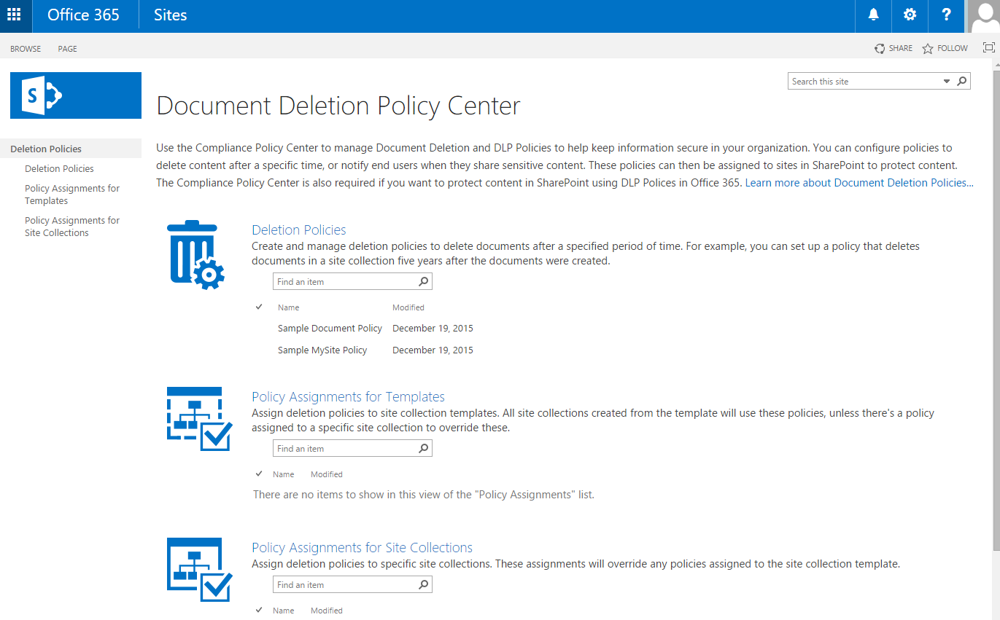 Office 365
Sites
?
BROWSE
PAGE
SHARE
FOLLOW
S
Search this site
Document Deletion Policy Center
Deletion Policies
Deletion Policies
Policy Assignments for
Templates
Policy Assignments for
Site Collections
Use the Compliance Policy Center to manage Document Deletion and DLP Policies to help keep information secure in your organization. You can configure policies to
delete content after a specific time, or notify end users when they share sensitive content. These policies can then be assigned to sites in SharePoint to protect content.
The Compliance Policy Center is also required if you want to protect content in SharePoint using DLP Polices in Office 365. Learn more about Document Deletion Policies...
Deletion Policies
Create and manage deletion policies to delete documents after a specified period of time. For example, you can set up a policy that deletes
documents in a site collection five years after the documents were created.
Find an item
Name Modified
Sample Document Policy December 19, 2015
Sample MySite Policy December 19, 2015
Policy Assignments for Templates
Assign deletion policies to site collection templates. All site collections created from the template will use these policies, unless there's a policy
assigned to a specific site collection to override these.
Find an item
Name Modified
There are no items to show in this view of the "Policy Assignments" list.
Policy Assignments for Site Collections
Assign deletion policies to specific site collections. These assignments will override any policies assigned to the site collection template.
Find an item
Name Modified